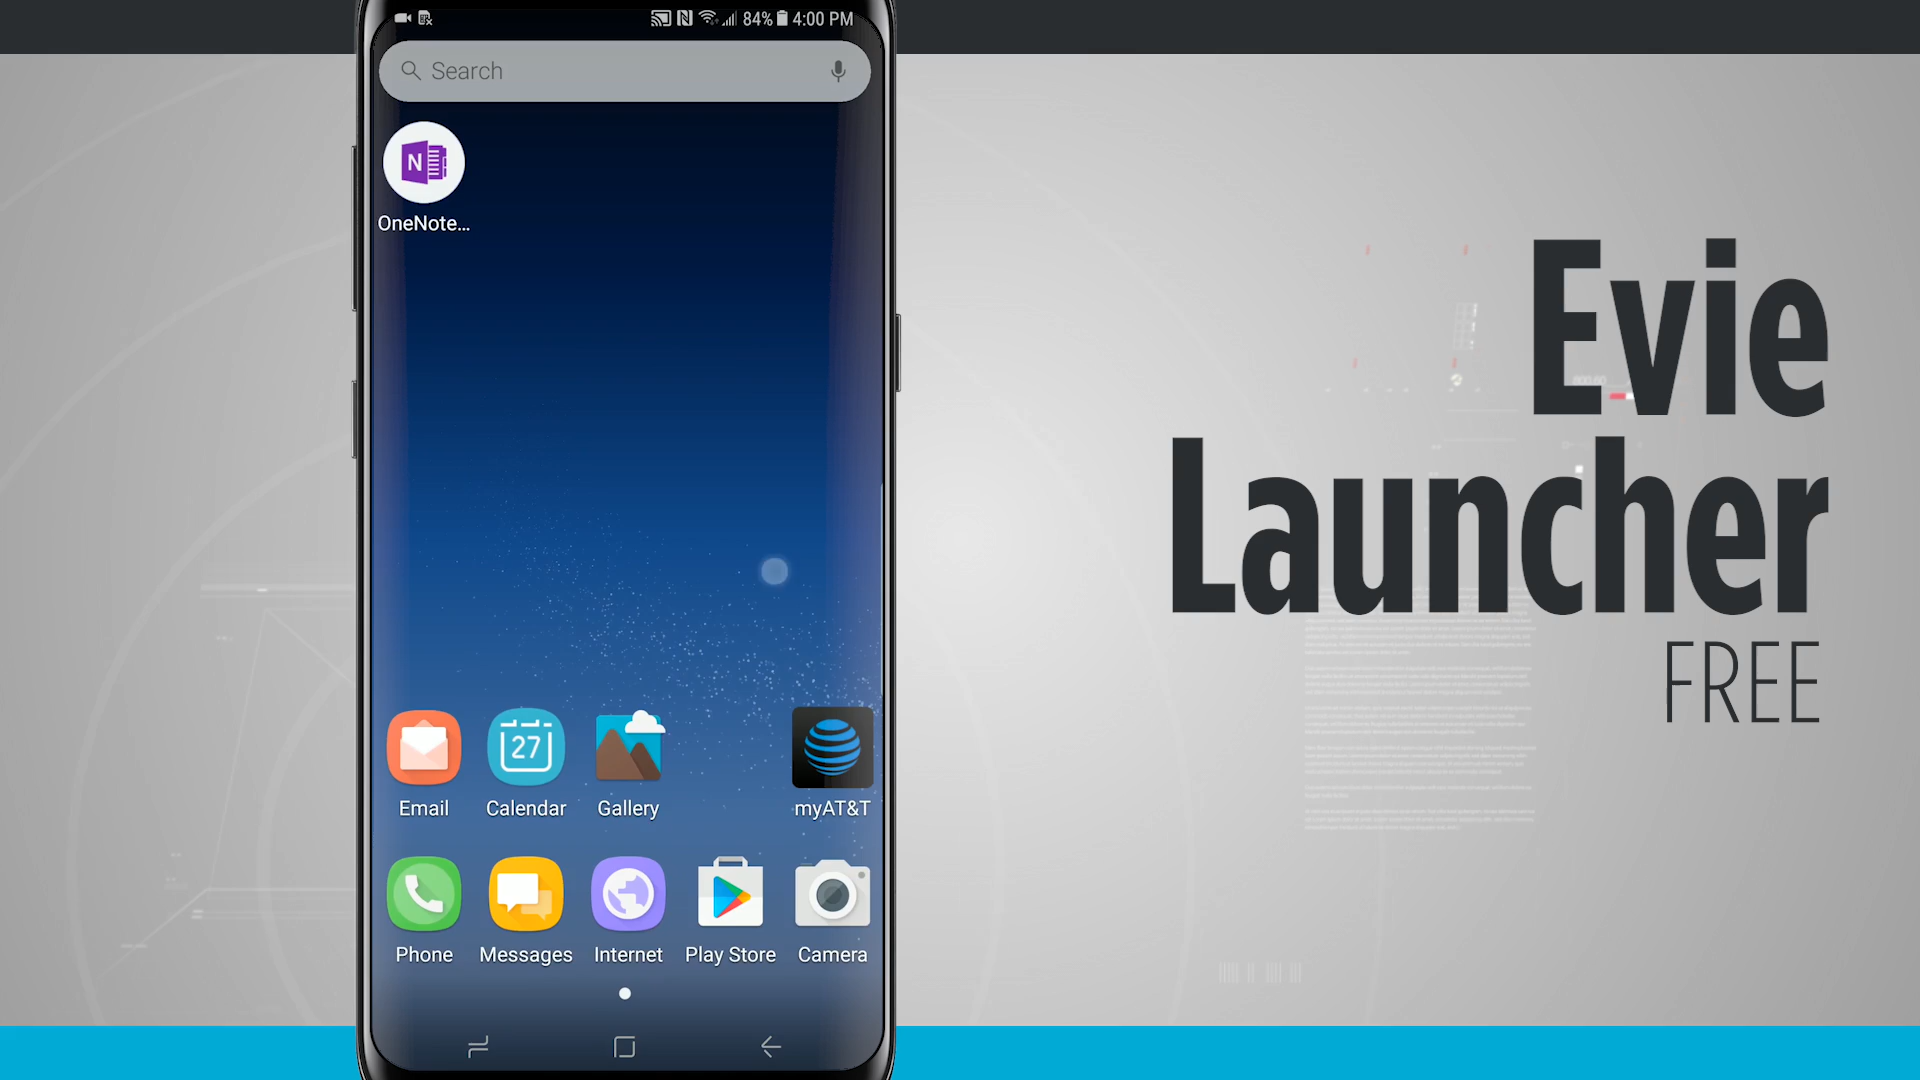 84% 4:00 PM
Search
N
OneNote...
Evie
Launcher
FREE
27
Email Calendar Gallery myAT&T
Phone Messages Internet Play Store Camera